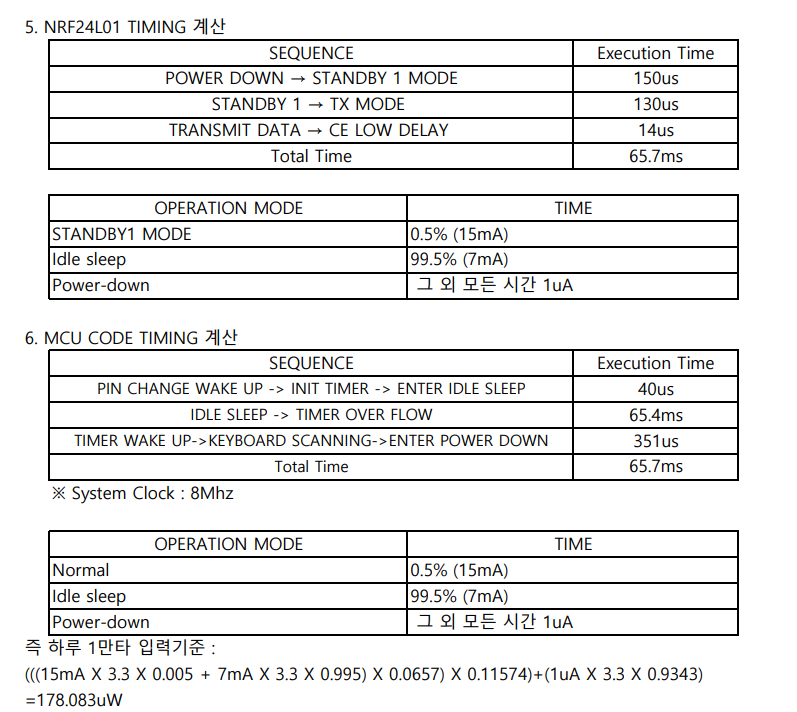 5. NRF24L01 TIMING 계산
SEQUENCE Execution Time
POWER DOWN → STANDBY 1 MODE 150us
STANDBY 1 → TX MODE 130us
TRANSMIT DATA → CE LOW DELAY 14us
Total Time 65.7ms
OPERATION MODE TIME
STANDBY1 MODE 0.5% (15mA)
Idle sleep 99.5% (7mA)
Power-down 그 외 모든 시간 1uA
6. MCU CODE TIMING 계산
SEQUENCE Execution Time
PIN CHANGE WAKE UP -> INIT TIMER -> ENTER IDLE SLEEP 40us
IDLE SLEEP -> TIMER OVER FLOW 65.4ms
TIMER WAKE UP->KEYBOARD SCANNING->ENTER POWER DOWN 351us
Total Time 65.7ms
※ System Clock : 8Mhz
OPERATION MODE TIME
Normal 0.5% (15mA)
Idle sleep 99.5% (7mA)
Power-down 그 외 모든 시간 1uA
즉 하루 1만타 입력기준 :
(((15mA X 3.3 X 0.005 + 7mA X 3.3 X 0.995) X 0.0657) X 0.11574)+(1uA X 3.3 X 0.9343)
=178.083uW